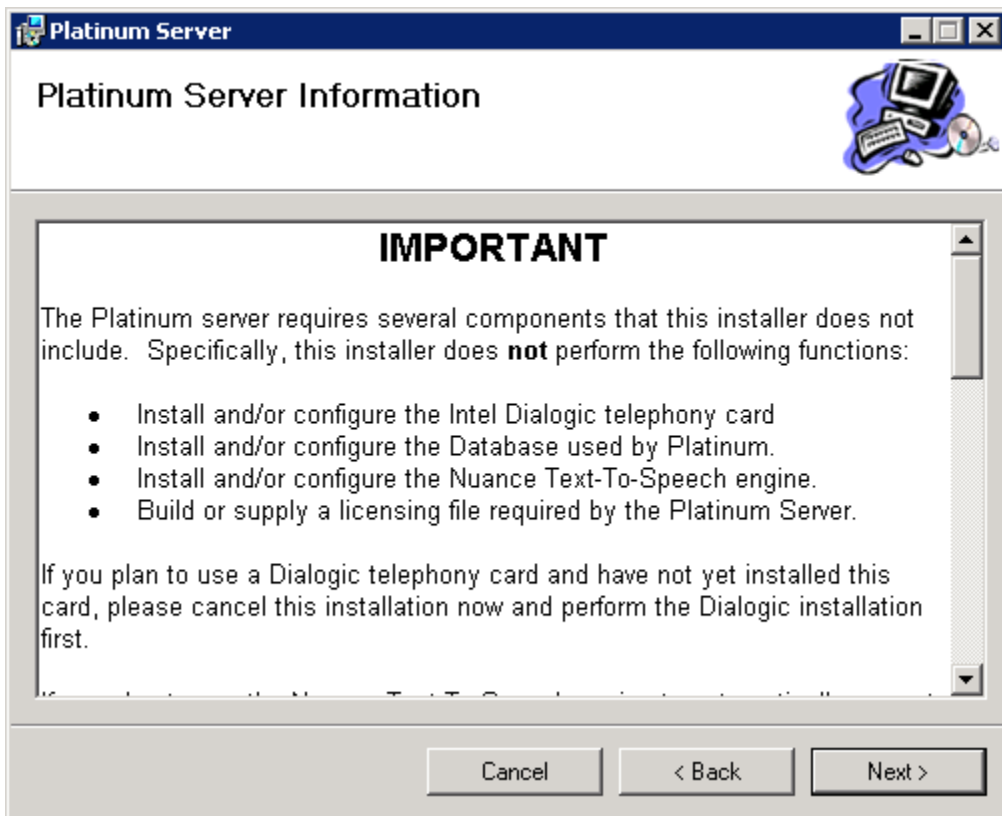 Platinum Server
Platinum Server Information
IMPORTANT
The Platinum server requires several components that this installer does not
include.  Specifically, this installer does not perform the following functions:
• Install and/or configure the Intel Dialogic telephony card
• Install and/or configure the Database used by Platinum.
• Install and/or configure the Nuance Text-To-Speech engine.
• Build or supply a licensing file required by the Platinum Server.
If you plan to use a Dialogic telephony card and have not yet installed this
card, please cancel this installation now and perform the Dialogic installation
first.
Cancel
< Back
Next >